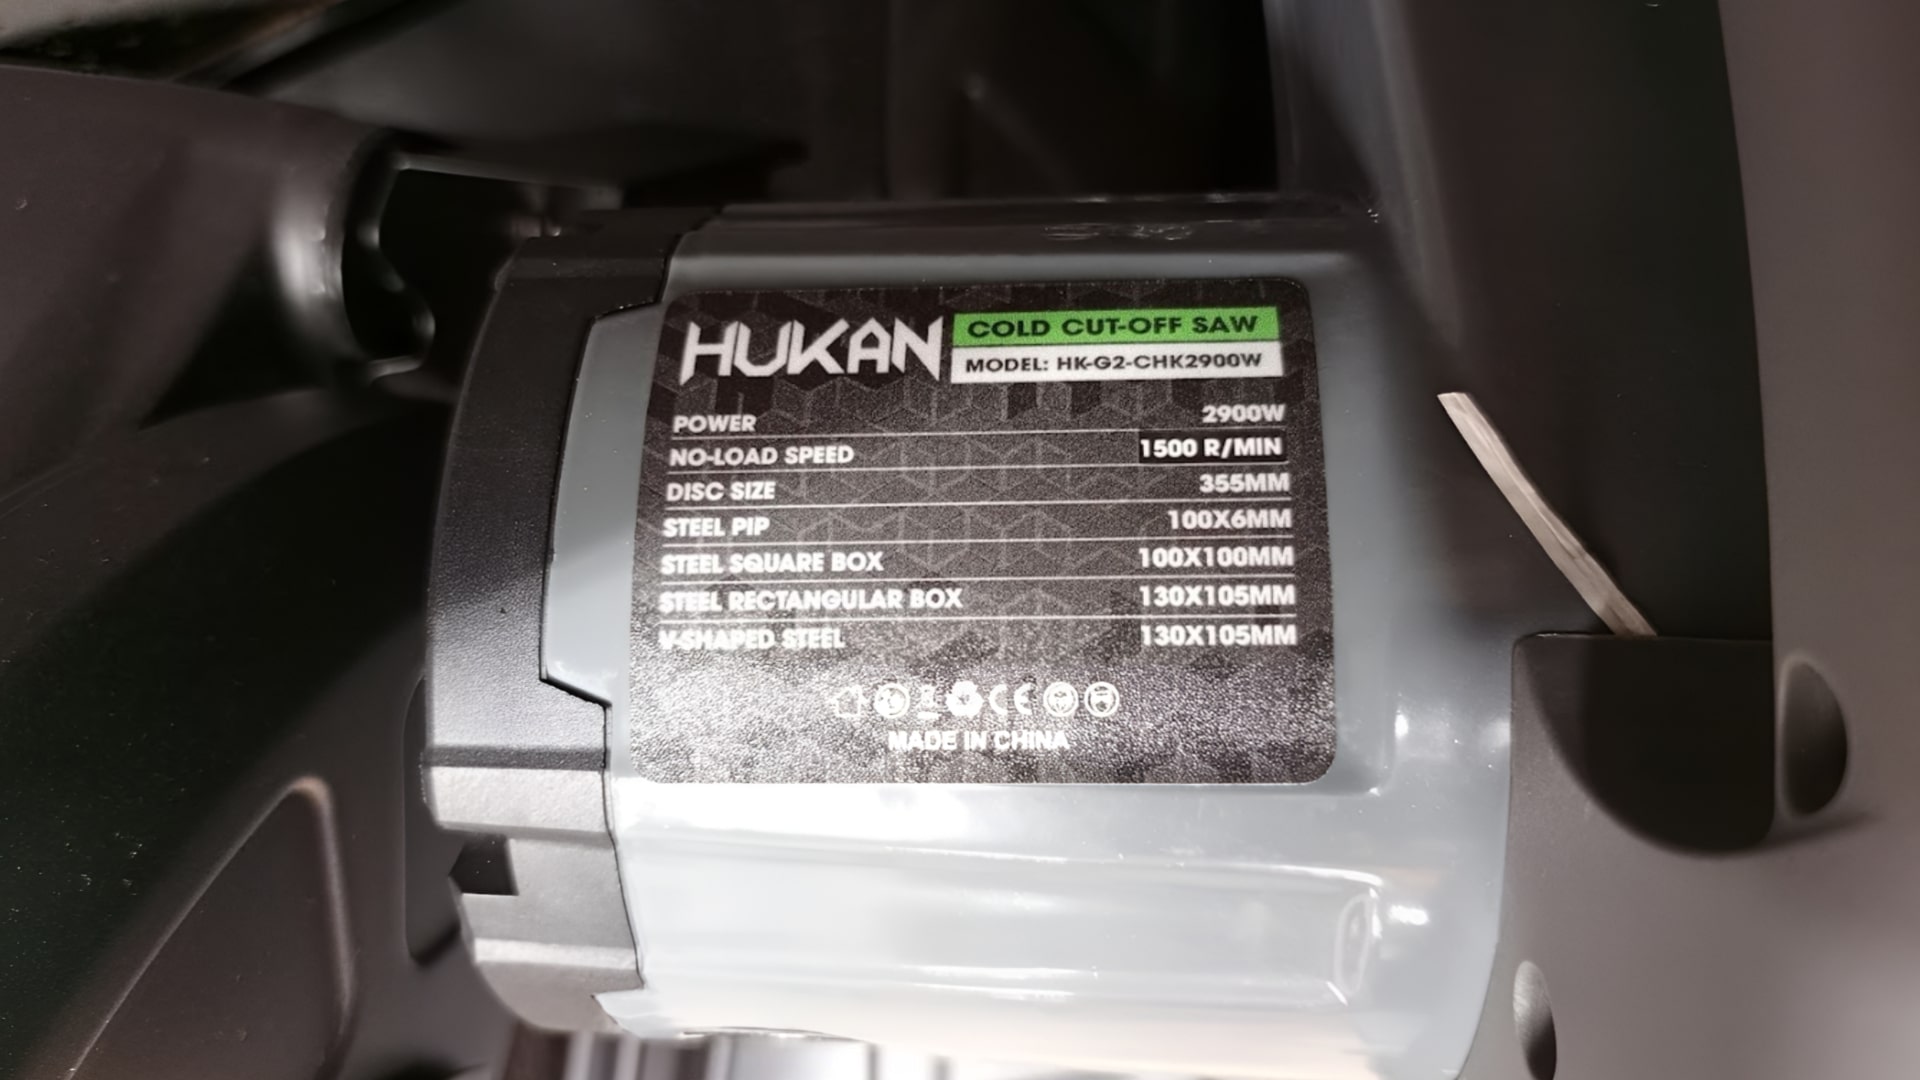 HUKAN
COLD CUT-OFF SAW
MODEL: HK-G2-CHK2900W
POWER 2900W
NO-LOAD SPEED 1500 R/MIN
DISC SIZE 355MM
STEEL PIP 100X6MM
STEEL SQUARE BOX 100X100MM
STEEL RECTANGULAR BOX 130X105MM
V-SHAPED STEEL 130X105MM
CE
MADE IN CHINA